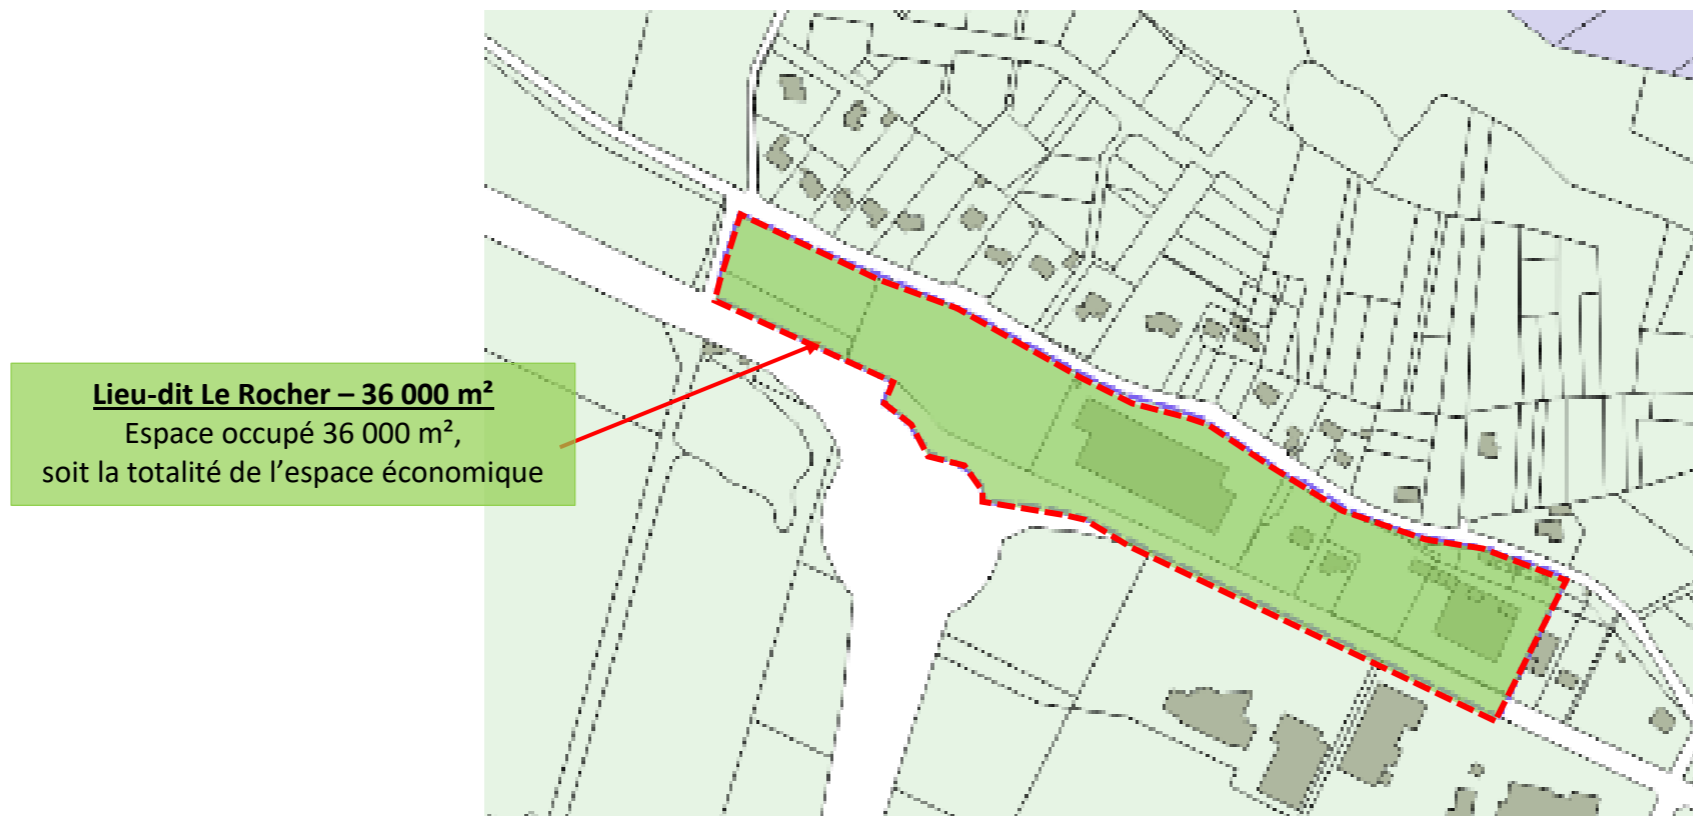 Lieu-dit Le Rocher – 36 000 m²
Espace occupé 36 000 m²,
soit la totalité de l’espace économique